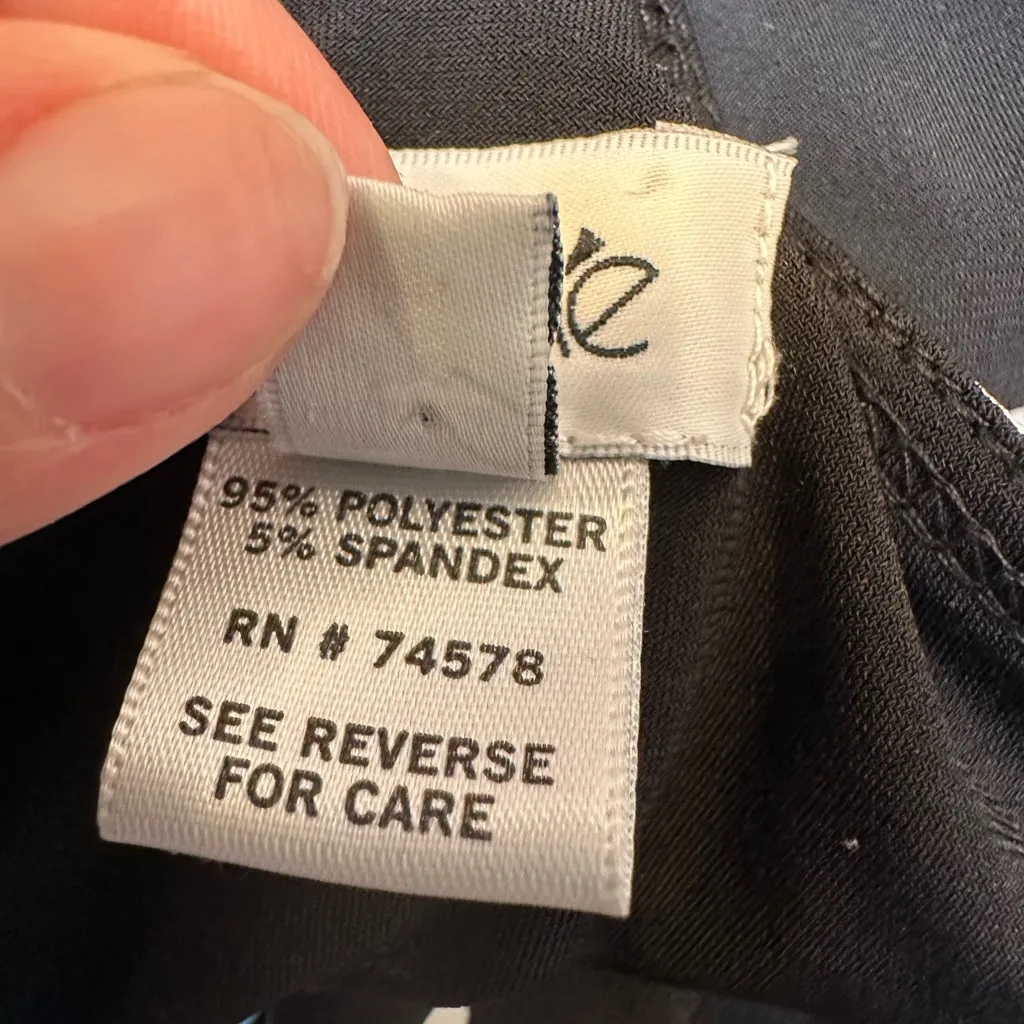 95% POLYESTER
5% SPANDEX
RN # 74578
SEE REVERSE
FOR CARE